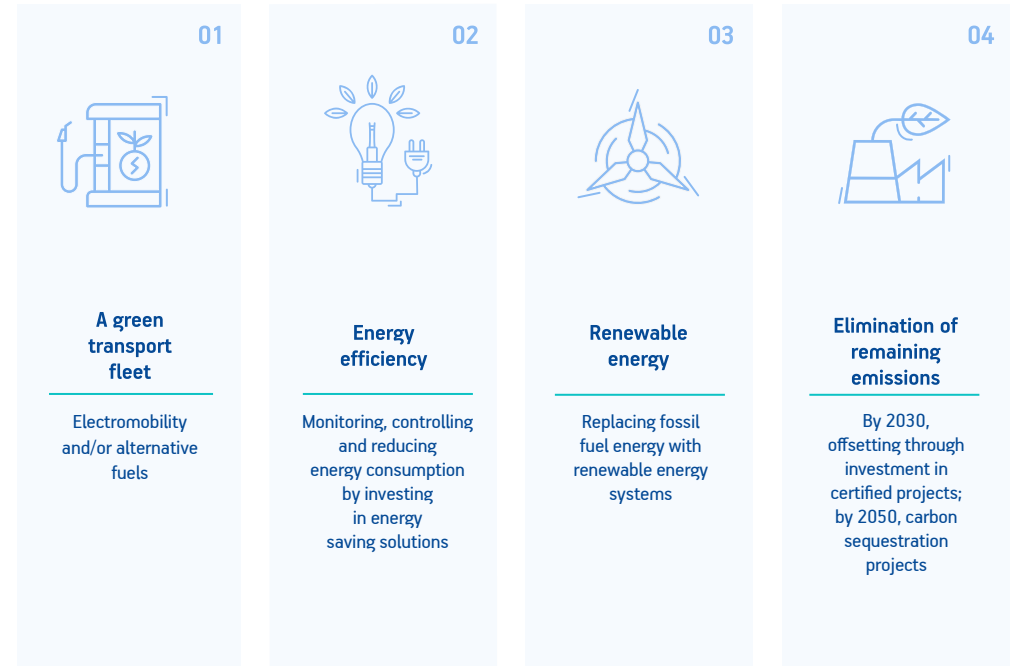 01
A green
transport
fleet
Electromobility
and/or alternative
fuels
02
Energy
efficiency
Monitoring, controlling
and reducing
energy consumption
by investing
in energy
saving solutions
03
Renewable
energy
Replacing fossil
fuel energy with
renewable energy
systems
04
Elimination of
remaining
emissions
By 2030,
offsetting through
investment in
certified projects;
by 2050, carbon
sequestration
projects